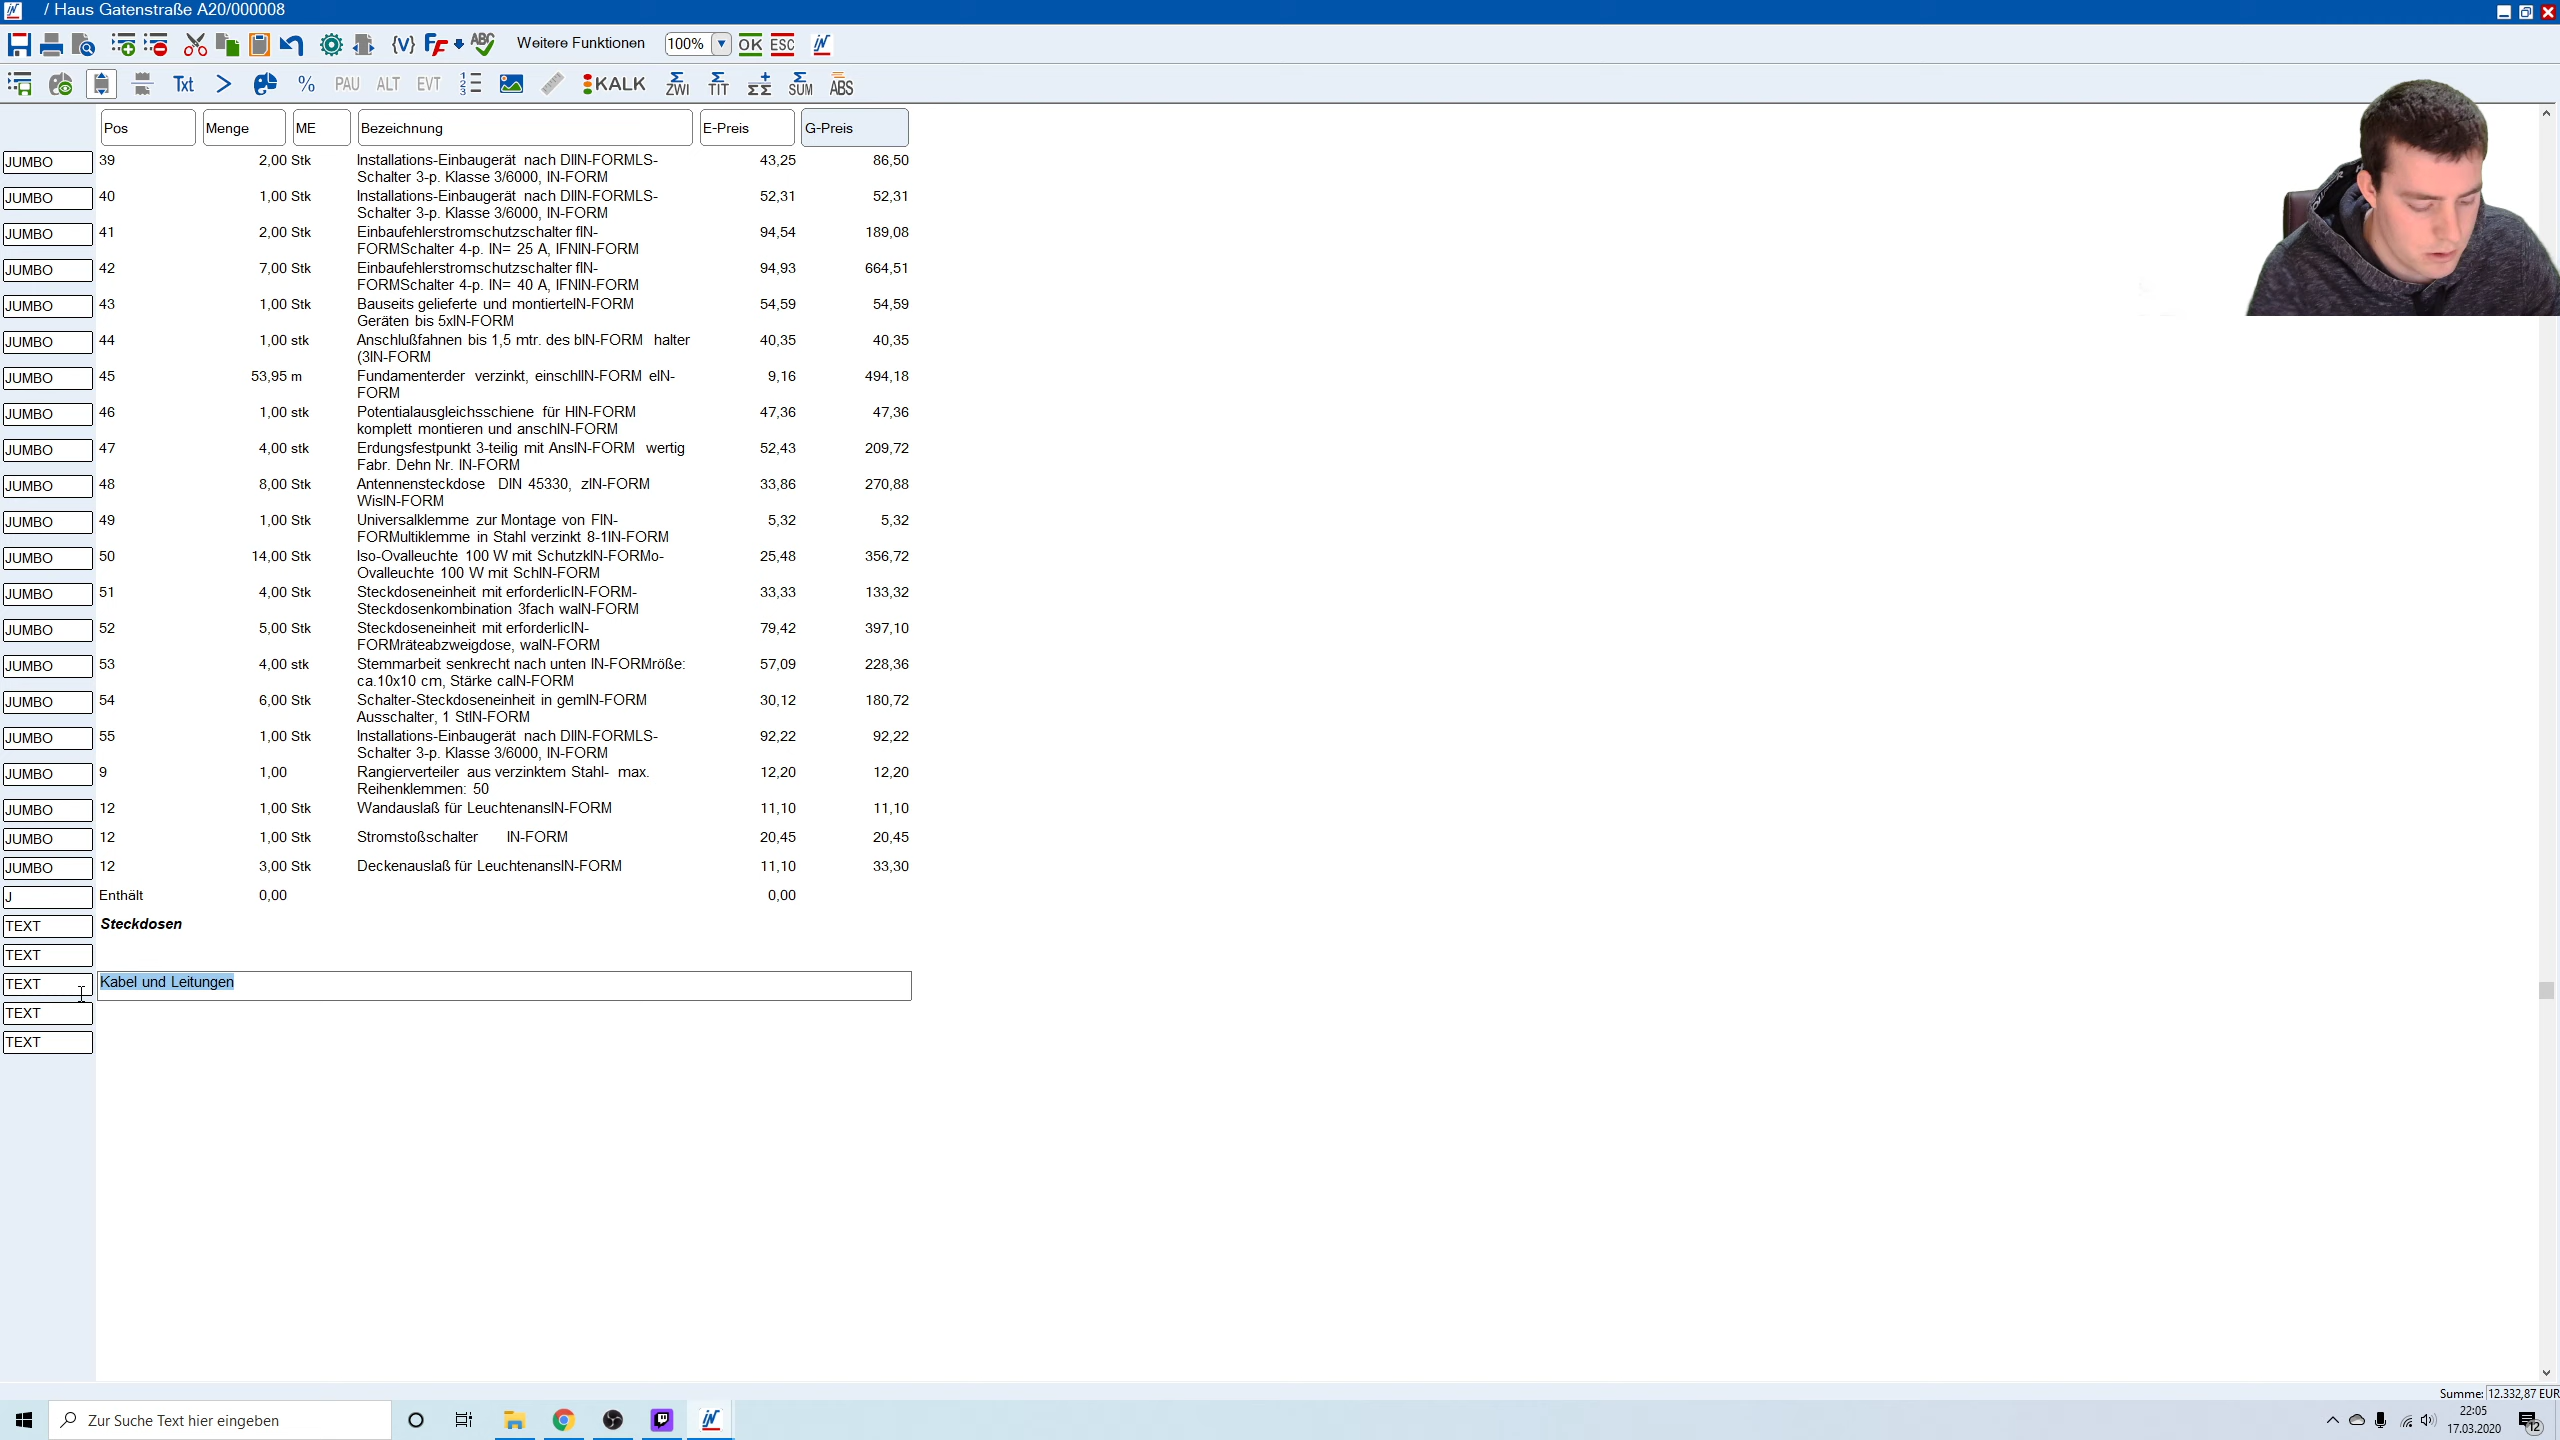 / Haus Gatenstraße A20/000008
{V} FF ABC Weitere Funktionen 100% OK ESC
Txt % PAU ALT EVT KALK Σ ZWI Σ TIT ΣΣ Σ SUM ABS
Pos Menge ME Bezeichnung E-Preis G-Preis
JUMBO 39 2,00 Stk Installations-Einbaugerät nach DIIN-FORMLS- 43,25 86,50
Schalter 3-p. Klasse 3/6000, IN-FORM
JUMBO 40 1,00 Stk Installations-Einbaugerät nach DIIN-FORMLS- 52,31 52,31
Schalter 3-p. Klasse 3/6000, IN-FORM
JUMBO 41 2,00 Stk Einbaufehlerstromschutzschalter fIN- 94,54 189,08
FORMSchalter 4-p. IN= 25 A, IFNIN-FORM
JUMBO 42 7,00 Stk Einbaufehlerstromschutzschalter fIN- 94,93 664,51
FORMSchalter 4-p. IN= 40 A, IFNIN-FORM
JUMBO 43 1,00 Stk Bauseits gelieferte und montierteIN-FORM 54,59 54,59
Geräten bis 5xIN-FORM
JUMBO 44 1,00 stk Anschlußfahnen bis 1,5 mtr. des bIN-FORM halter 40,35 40,35
(3IN-FORM
JUMBO 45 53,95 m Fundamenterder verzinkt, einschlIN-FORM eIN- 9,16 494,18
FORM
JUMBO 46 1,00 stk Potentialausgleichsschiene für HIN-FORM 47,36 47,36
komplett montieren und anschIN-FORM
JUMBO 47 4,00 stk Erdungsfestpunkt 3-teilig mit AnsIN-FORM wertig 52,43 209,72
Fabr. Dehn Nr. IN-FORM
JUMBO 48 8,00 Stk Antennensteckdose DIN 45330, zIN-FORM 33,86 270,88
WisIN-FORM
JUMBO 49 1,00 Stk Universalklemme zur Montage von FIN- 5,32 5,32
FORMultiklemme in Stahl verzinkt 8-1IN-FORM
JUMBO 50 14,00 Stk Iso-Ovalleuchte 100 W mit SchutzkIN-FORMo- 25,48 356,72
Ovalleuchte 100 W mit SchIN-FORM
JUMBO 51 4,00 Stk Steckdoseneinheit mit erforderlicIN-FORM- 33,33 133,32
Steckdosenkombination 3fach waIN-FORM
JUMBO 52 5,00 Stk Steckdoseneinheit mit erforderlicIN- 79,42 397,10
FORMräteabzweigdose, waIN-FORM
JUMBO 53 4,00 stk Stemmarbeit senkrecht nach unten IN-FORMröße: 57,09 228,36
ca.10x10 cm, Stärke caIN-FORM
JUMBO 54 6,00 Stk Schalter-Steckdoseneinheit in gemIN-FORM 30,12 180,72
Ausschalter, 1 StIN-FORM
JUMBO 55 1,00 Stk Installations-Einbaugerät nach DIIN-FORMLS- 92,22 92,22
Schalter 3-p. Klasse 3/6000, IN-FORM
JUMBO 9 1,00 Rangierverteiler aus verzinktem Stahl- max. 12,20 12,20
Reihenklemmen: 50
JUMBO 12 1,00 Stk Wandauslaß für LeuchtenansIN-FORM 11,10 11,10
JUMBO 12 1,00 Stk Stromstoßschalter IN-FORM 20,45 20,45
JUMBO 12 3,00 Stk Deckenauslaß für LeuchtenansIN-FORM 11,10 33,30
J Enthält 0,00 0,00
TEXT Steckdosen
TEXT
TEXT Kabel und Leitungen
TEXT
TEXT
Summe: 12.332,87 EUR
Zur Suche Text hier eingeben
22:05
17.03.2020
12